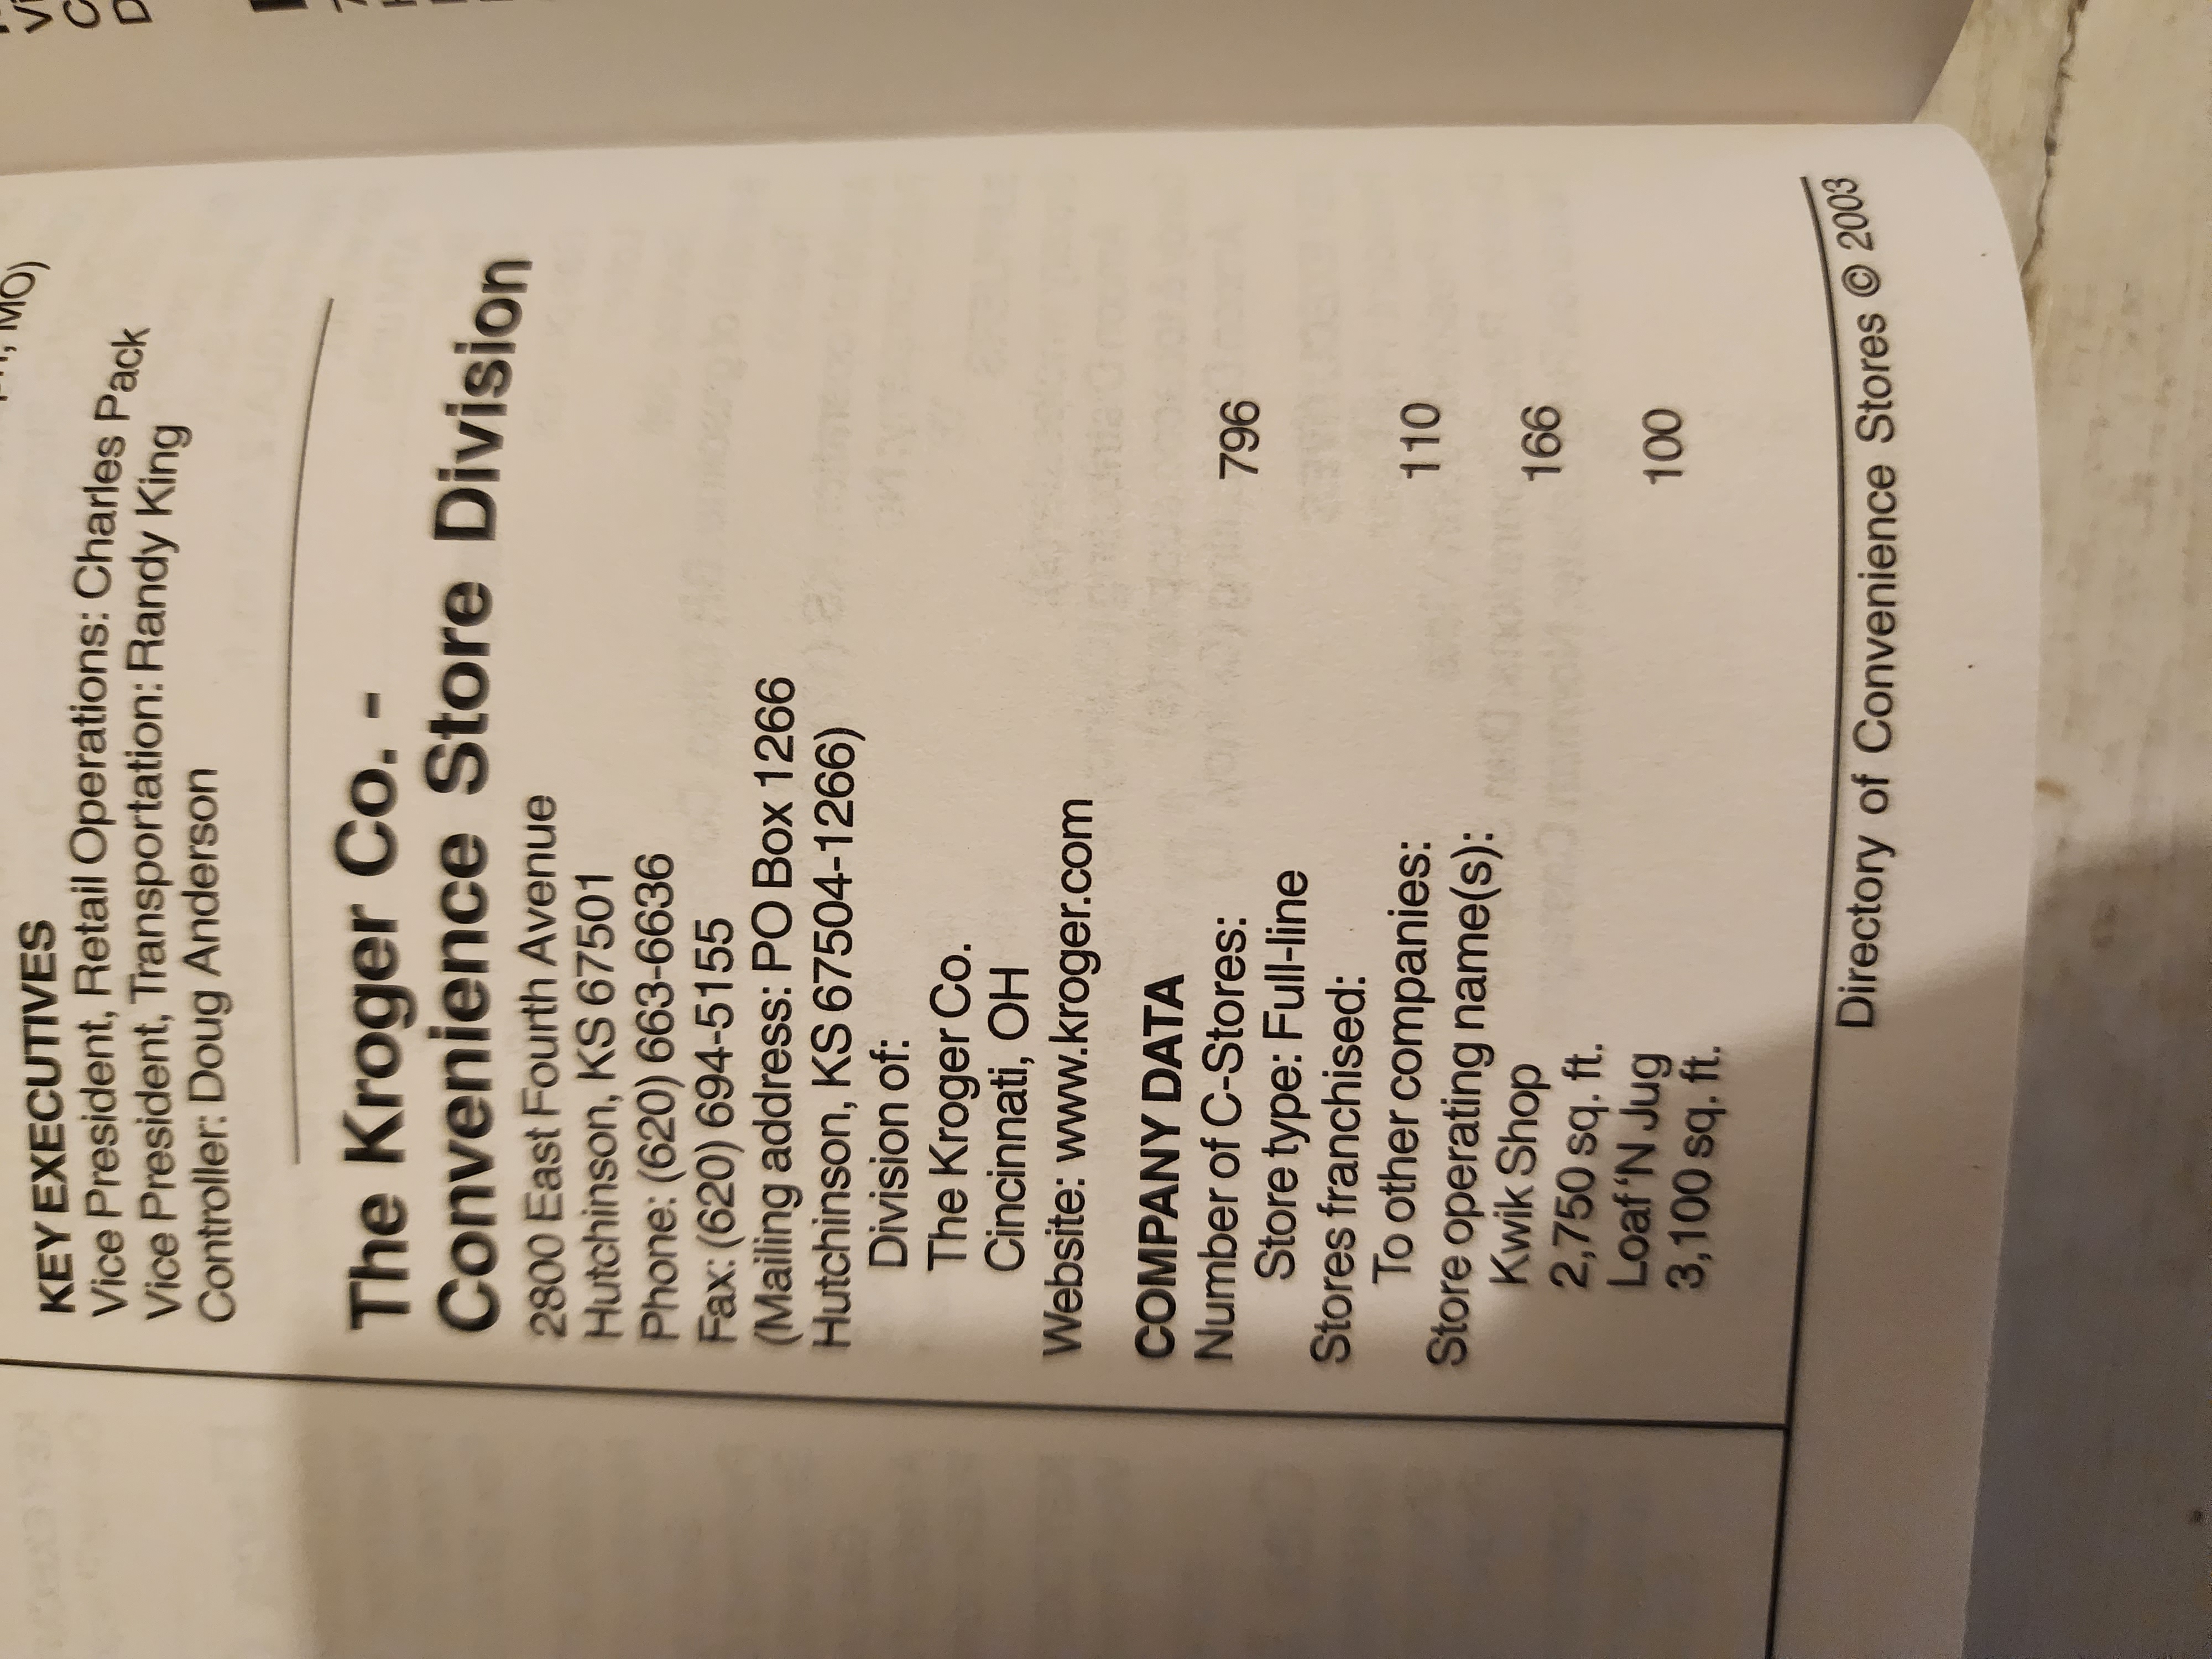 KEY EXECUTIVES
Vice President, Retail Operations: Charles Pack
Vice President, Transportation: Randy King
Controller: Doug Anderson
The Kroger Co. -
Convenience Store Division
2800 East Fourth Avenue
Hutchinson, KS 67501
Phone: (620) 663-6636
Fax: (620) 694-5155
(Mailing address: PO Box 1266
Hutchinson, KS 67504-1266)
Division of:
The Kroger Co.
Cincinnati, OH
Website: www.kroger.com
COMPANY DATA
Number of C-Stores: 796
Store type: Full-line
Stores franchised:
To other companies: 110
Store operating name(s):
Kwik Shop 166
2,750 sq. ft.
Loaf 'N Jug 100
3,100 sq. ft.
Directory of Convenience Stores © 2003